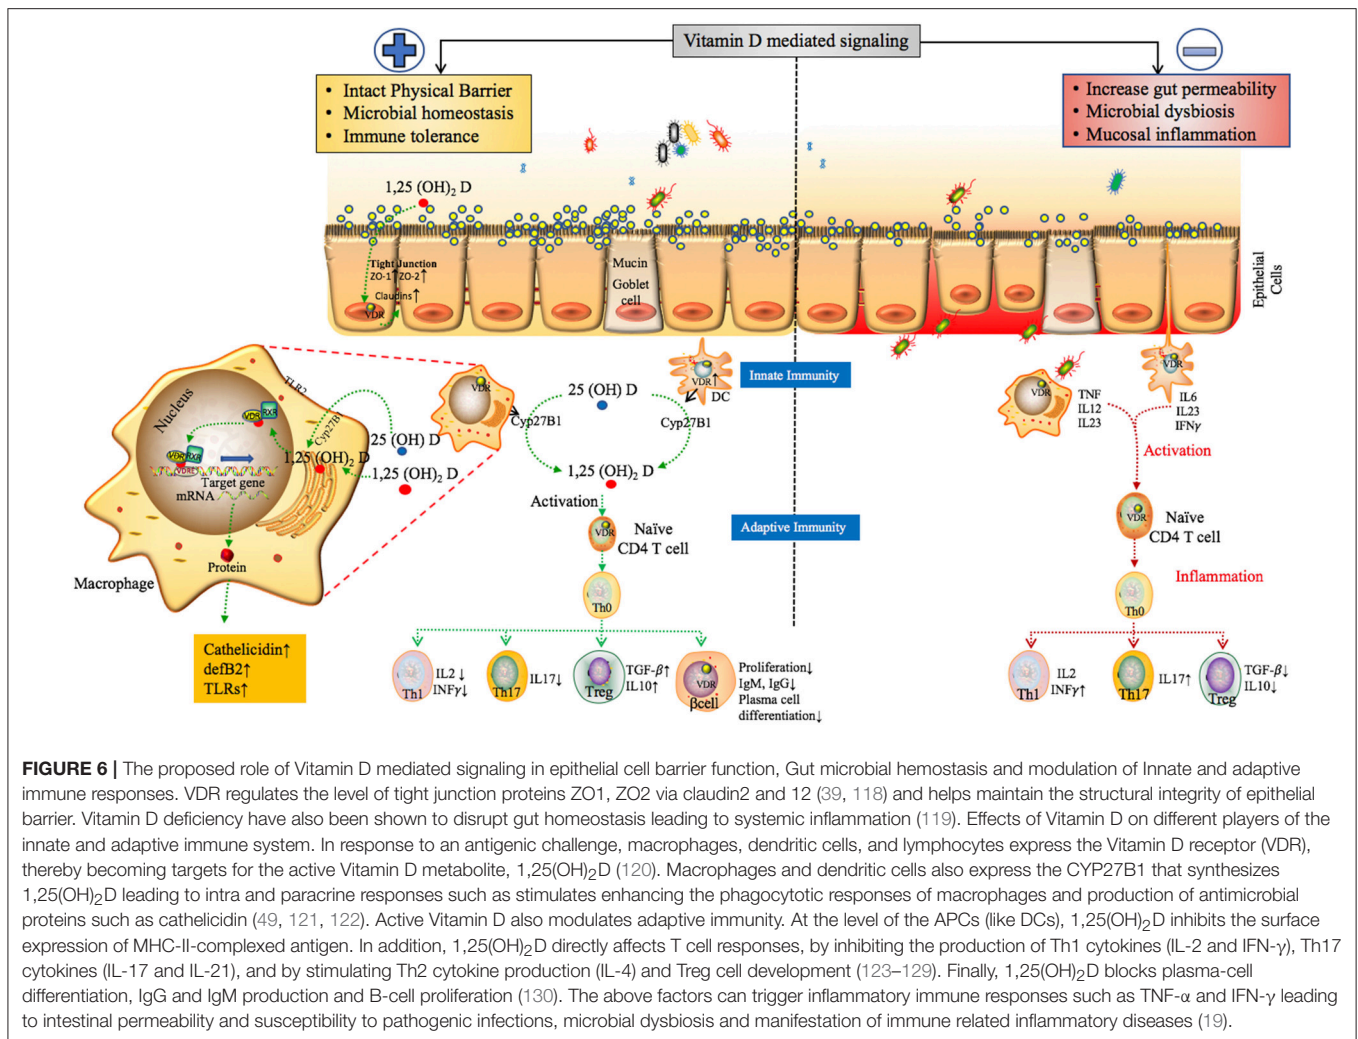 Vitamin D mediated signaling
• Intact Physical Barrier
• Microbial homeostasis
• Immune tolerance
• Increase gut permeability
• Microbial dysbiosis
• Mucosal inflammation
1,25 (OH)₂ D
Tight Junction
ZO-1↑ZO-2↑
Claudins↑
VDR
Mucin
Goblet
cell
Epithelial
Cells
Innate Immunity
Nucleus
TLR2
Cyp27B1
VDR
RXR
VDR
RXR
VDRE
Target gene
mRNA
1,25 (OH)₂ D
25 (OH) D
1,25 (OH)₂ D
Protein
Macrophage
Cathelicidin↑
defB2↑
TLRs↑
VDR
Cyp27B1
25 (OH) D
VDR↑
DC
Cyp27B1
1,25 (OH)₂ D
Activation
VDR
Naïve
CD4 T cell
Adaptive Immunity
Th0
Th1
IL2↓
INFγ↓
Th17
IL17↓
Treg
TGF-β↑
IL10↑
VDR
βcell
Proliferation↓
IgM, IgG↓
Plasma cell
differentiation↓
VDR
TNF
IL12
IL23
VDR
IL6
IL23
IFNγ
Activation
VDR
Naïve
CD4 T cell
Inflammation
Th0
Th1
IL2
INFγ↑
Th17
IL17↑
Treg
TGF-β↓
IL10↓
FIGURE 6 | The proposed role of Vitamin D mediated signaling in epithelial cell barrier function, Gut microbial hemostasis and modulation of Innate and adaptive
immune responses. VDR regulates the level of tight junction proteins ZO1, ZO2 via claudin2 and 12 (39, 118) and helps maintain the structural integrity of epithelial
barrier. Vitamin D deficiency have also been shown to disrupt gut homeostasis leading to systemic inflammation (119). Effects of Vitamin D on different players of the
innate and adaptive immune system. In response to an antigenic challenge, macrophages, dendritic cells, and lymphocytes express the Vitamin D receptor (VDR),
thereby becoming targets for the active Vitamin D metabolite, 1,25(OH)₂D (120). Macrophages and dendritic cells also express the CYP27B1 that synthesizes
1,25(OH)₂D leading to intra and paracrine responses such as stimulates enhancing the phagocytotic responses of macrophages and production of antimicrobial
proteins such as cathelicidin (49, 121, 122). Active Vitamin D also modulates adaptive immunity. At the level of the APCs (like DCs), 1,25(OH)₂D inhibits the surface
expression of MHC-II-complexed antigen. In addition, 1,25(OH)₂D directly affects T cell responses, by inhibiting the production of Th1 cytokines (IL-2 and IFN-γ), Th17
cytokines (IL-17 and IL-21), and by stimulating Th2 cytokine production (IL-4) and Treg cell development (123–129). Finally, 1,25(OH)₂D blocks plasma-cell
differentiation, IgG and IgM production and B-cell proliferation (130). The above factors can trigger inflammatory immune responses such as TNF-α and IFN-γ leading
to intestinal permeability and susceptibility to pathogenic infections, microbial dysbiosis and manifestation of immune related inflammatory diseases (19).